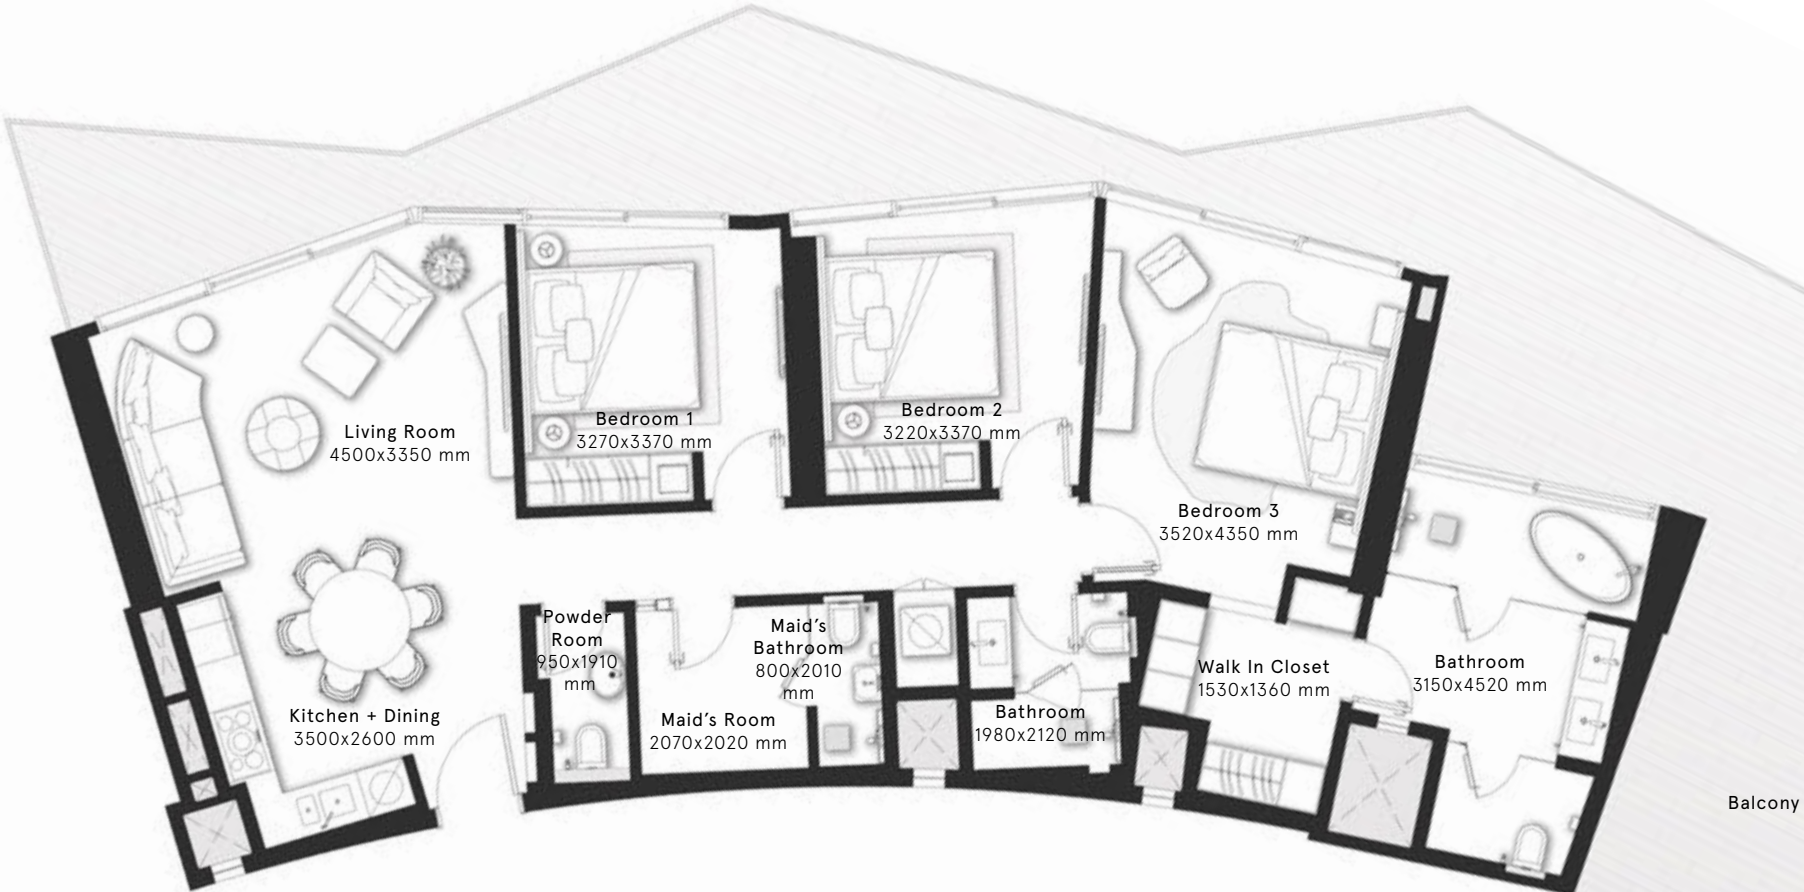 Living Room
4500x3350 mm
Bedroom 1
3270x3370 mm
Bedroom 2
3220x3370 mm
Bedroom 3
3520x4350 mm
Kitchen + Dining
3500x2600 mm
Powder
Room
950x1910
mm
Maid's Room
2070x2020 mm
Maid's
Bathroom
800x2010
mm
Bathroom
1980x2120 mm
Walk In Closet
1530x1360 mm
Bathroom
3150x4520 mm
Balcony